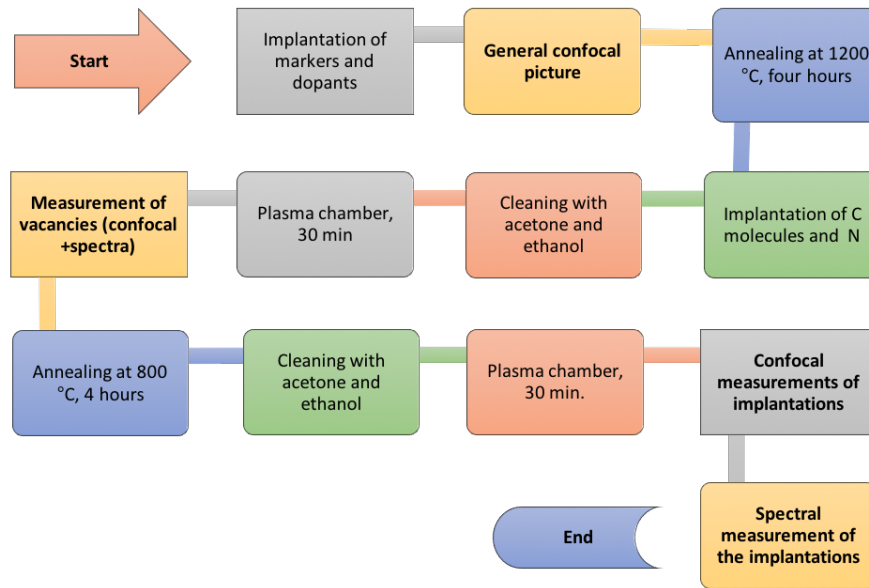 Start
Implantation of
markers and
dopants
General confocal
picture
Annealing at 1200
°C, four hours
Implantation of C
molecules and  N
Cleaning with
acetone and
ethanol
Plasma chamber,
30 min
Measurement of
vacancies (confocal
+spectra)
Annealing at 800
°C, 4 hours
Cleaning with
acetone and
ethanol
Plasma chamber,
30 min.
Confocal
measurements of
implantations
Spectral
measurement of
the implantations
End